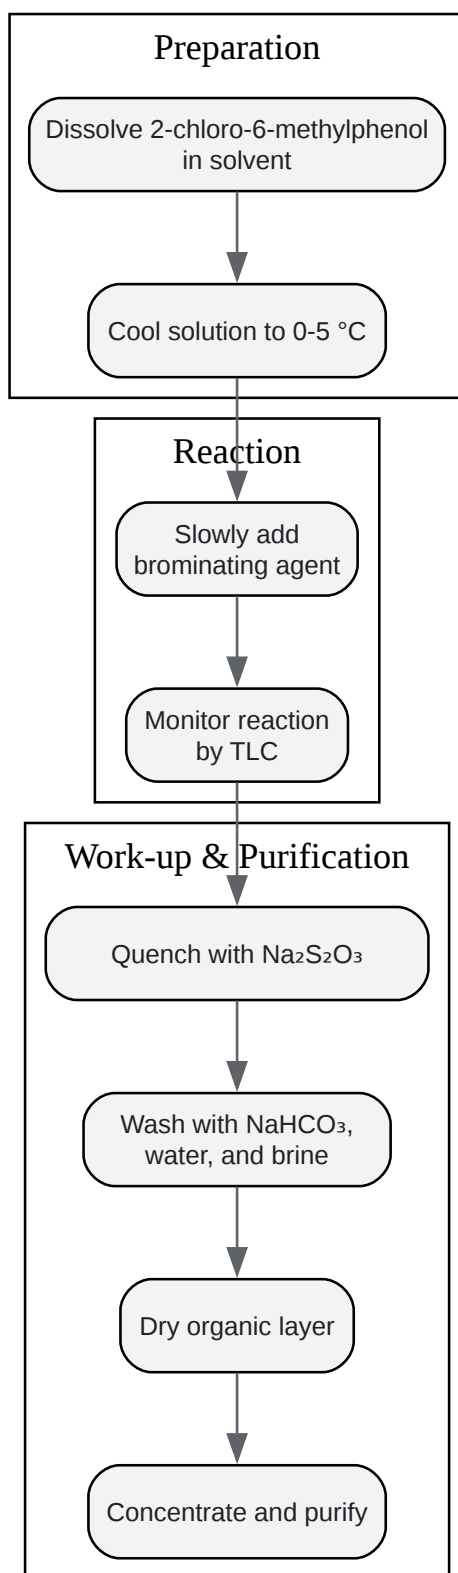 Preparation
Dissolve 2-chloro-6-methylphenol
in solvent
Cool solution to 0-5 °C
Reaction
Slowly add
brominating agent
Monitor reaction
by TLC
Work-up & Purification
Quench with Na₂S₂O₃
Wash with NaHCO₃,
water, and brine
Dry organic layer
Concentrate and purify